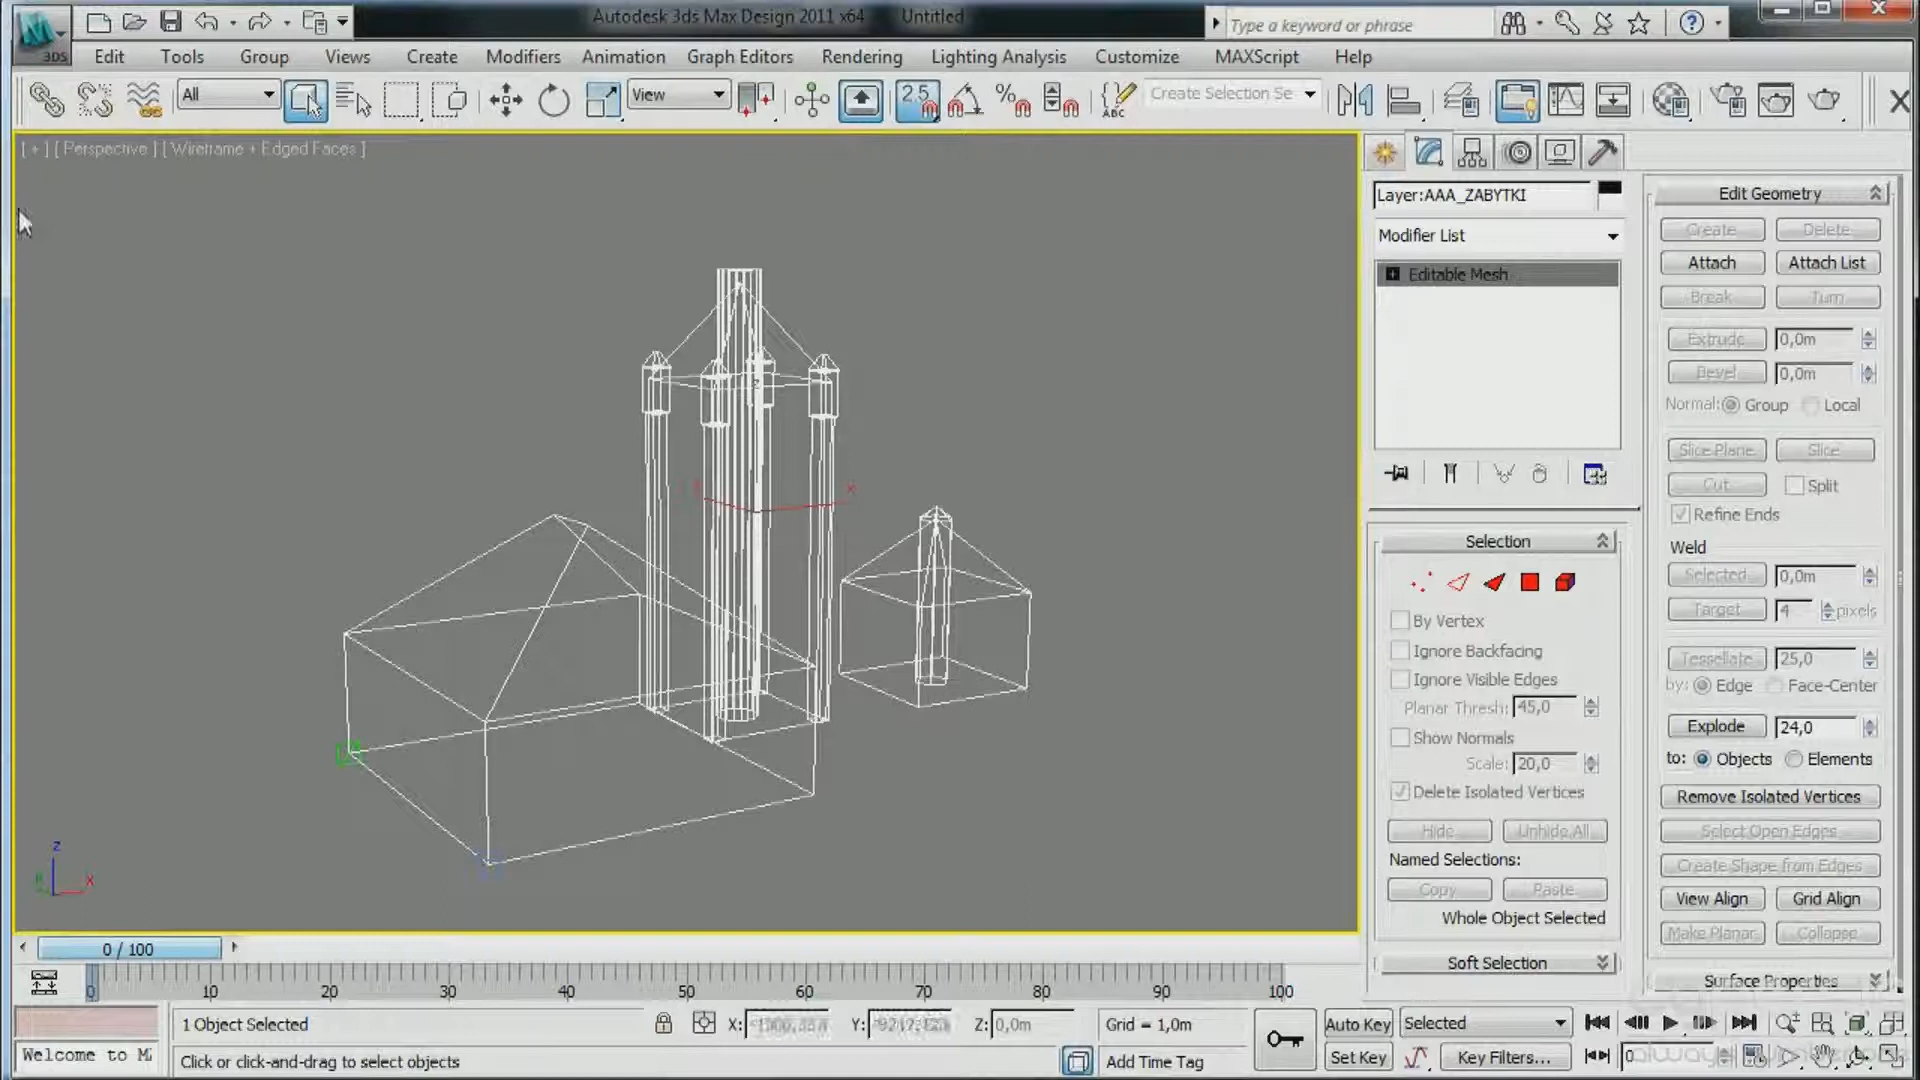 Autodesk 3ds Max Design 2011 x64 Untitled
Type a keyword or phrase
3DS
Edit Tools Group Views Create Modifiers Animation Graph Editors Rendering Lighting Analysis Customize MAXScript Help
All View 2.5 % ABC Create Selection Se
[ + ] [ Perspective ] [ Wireframe + Edged Faces ]
Layer:AAA_ZABYTKI
Modifier List
Editable Mesh
Selection
By Vertex
Ignore Backfacing
Ignore Visible Edges
Planar Thresh: 45,0
Show Normals
Scale: 20,0
Delete Isolated Vertices
Hide Unhide All
Named Selections:
Copy Paste
Whole Object Selected
Soft Selection
Edit Geometry
Create Delete
Attach Attach List
Break Turn
Extrude 0,0m
Bevel 0,0m
Normal: Group Local
Slice Plane Slice
Cut Split
Refine Ends
Weld
Selected 0,0m
Target 4 pixels
Tessellate 25,0
by: Edge Face-Center
Explode 24,0
to: Objects Elements
Remove Isolated Vertices
Select Open Edges
Create Shape from Edges
View Align Grid Align
Make Planar Collapse
Surface Properties
z
x
0 / 100
0 10 20 30 40 50 60 70 80 90 100
1 Object Selected X: Y: Z: 0,0m Grid = 1,0m Auto Key Selected
Welcome to M Click or click-and-drag to select objects Add Time Tag Set Key Key Filters... 0